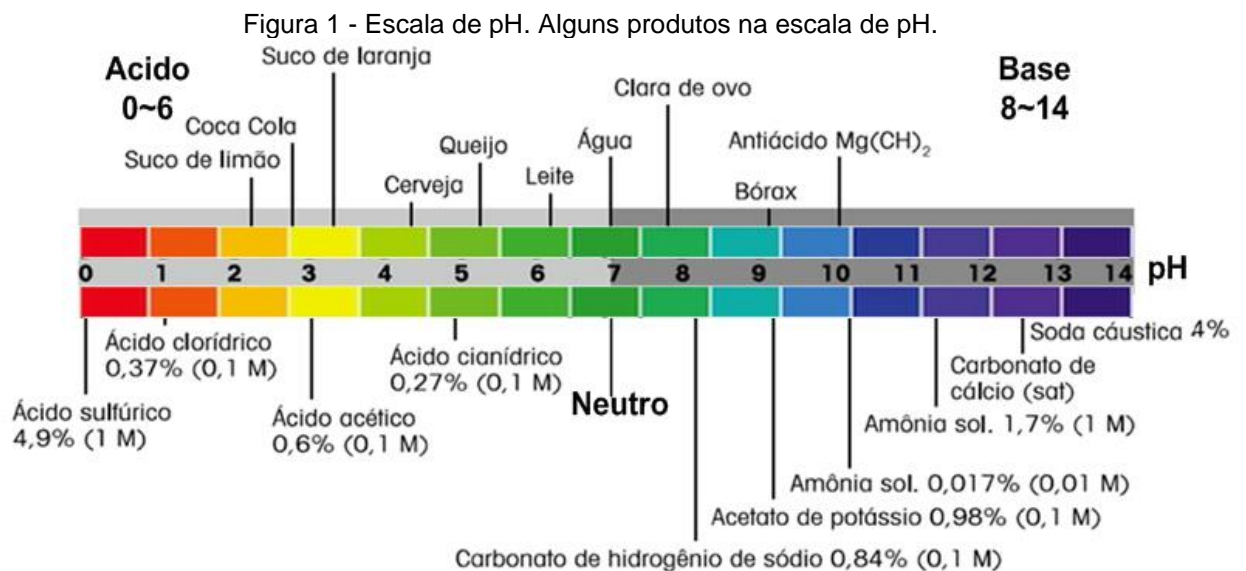 Figura 1 - Escala de pH. Alguns produtos na escala de pH.
Acido
0~6
Suco de laranja
Coca Cola
Suco de limão
Cerveja
Queijo
Leite
Água
Clara de ovo
Bórax
Antiácido Mg(CH)₂
Base
8~14
0 1 2 3 4 5 6 7 8 9 10 11 12 13 14 pH
Ácido sulfúrico
4,9% (1 M)
Ácido clorídrico
0,37% (0,1 M)
Ácido acético
0,6% (0,1 M)
Ácido cianídrico
0,27% (0,1 M)
Neutro
Soda cáustica 4%
Carbonato de
cálcio (sat)
Amônia sol. 1,7% (1 M)
Amônia sol. 0,017% (0,01 M)
Acetato de potássio 0,98% (0,1 M)
Carbonato de hidrogênio de sódio 0,84% (0,1 M)